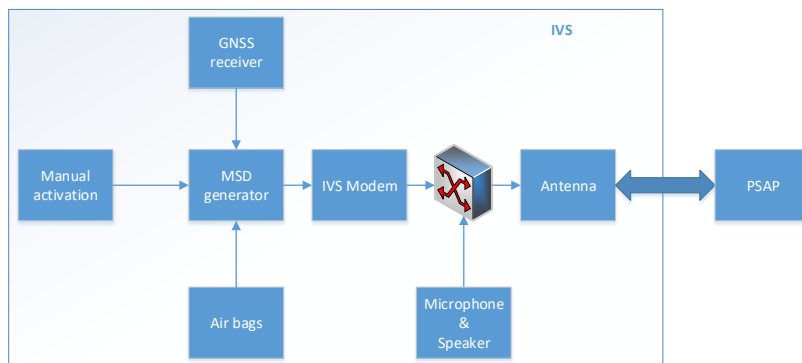 IVS
GNSS
receiver
Manual
activation
MSD
generator
IVS Modem
Antenna
PSAP
Air bags
Microphone
&
Speaker